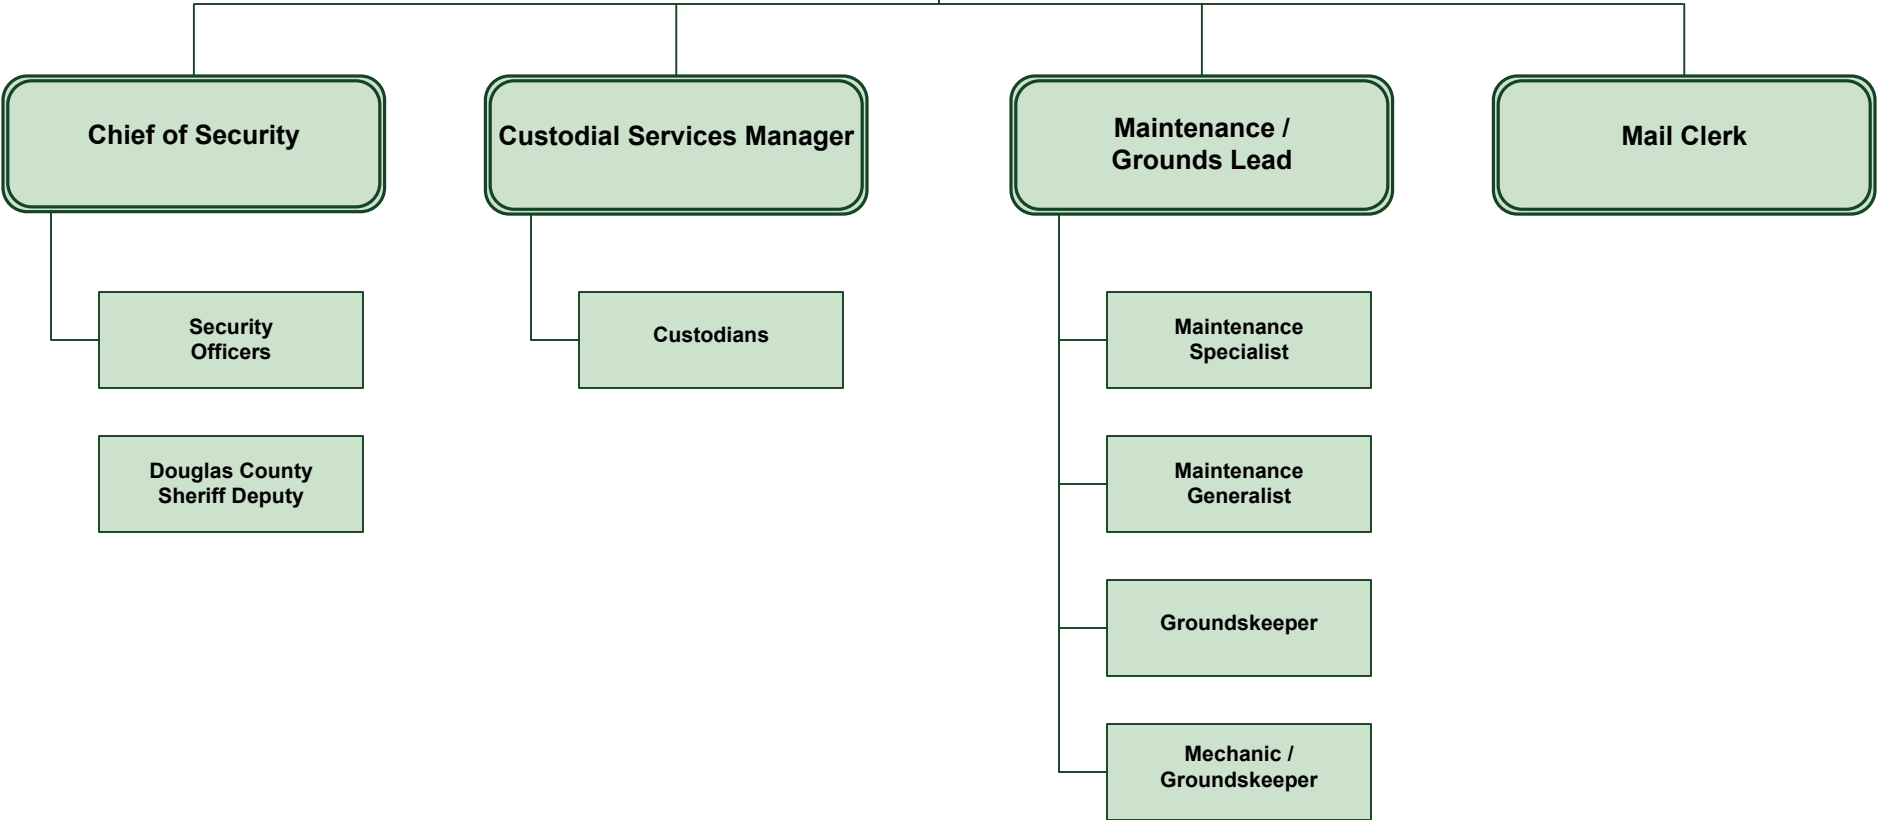 Chief of Security
Custodial Services Manager
Maintenance /
Grounds Lead
Mail Clerk
Security
Officers
Custodians
Maintenance
Specialist
Douglas County
Sheriff Deputy
Maintenance
Generalist
Groundskeeper
Mechanic /
Groundskeeper